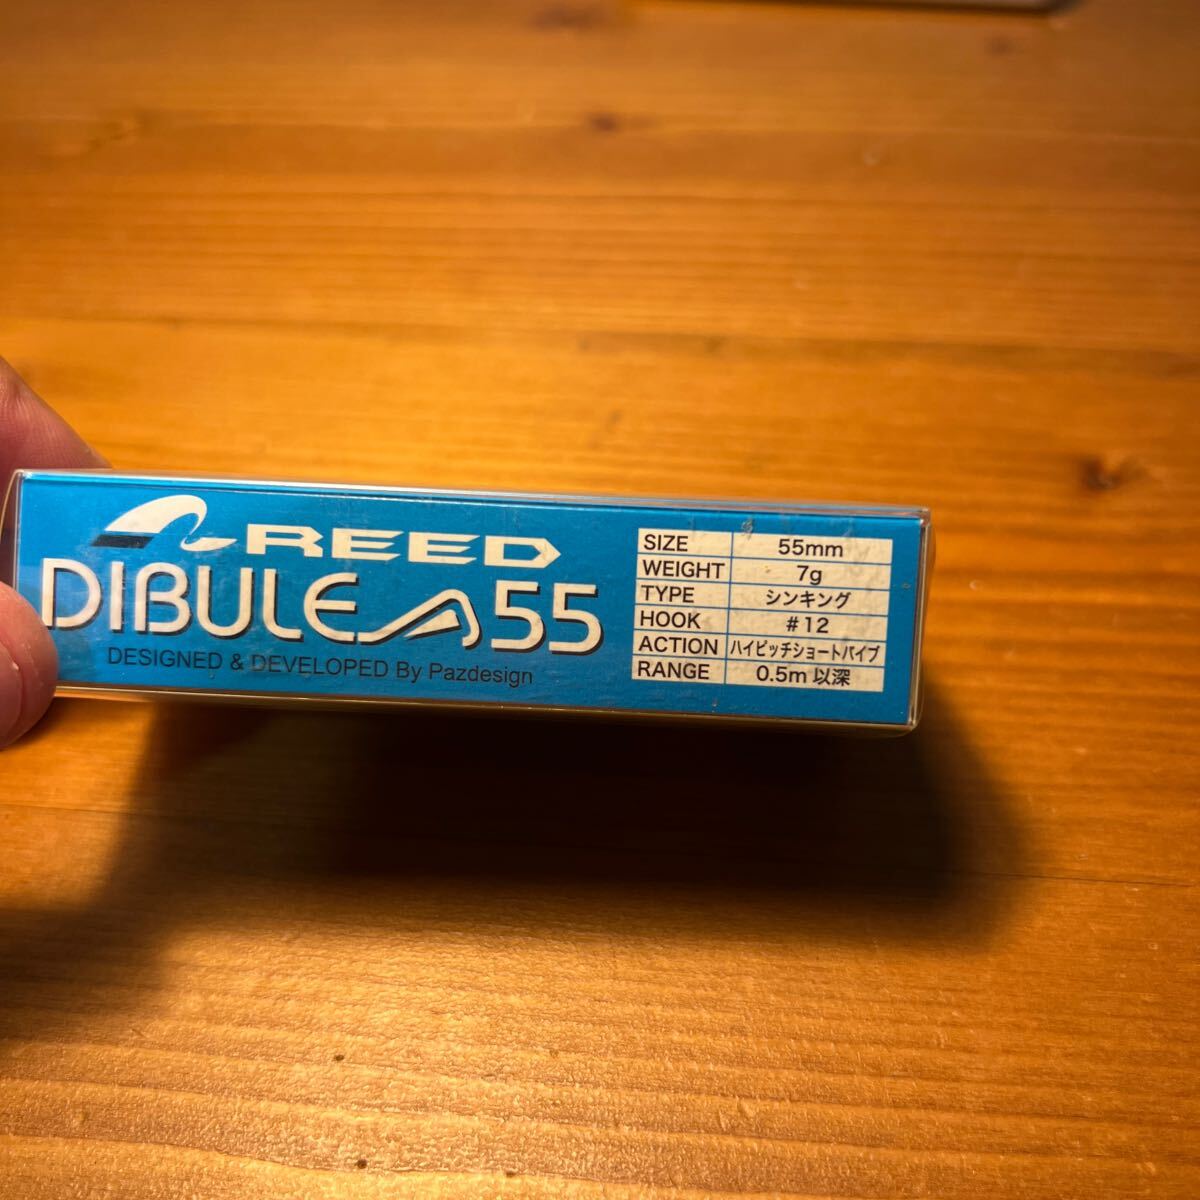 REED
DIBULE 55
DESIGNED & DEVELOPED By Pazdesign
SIZE 55mm
WEIGHT 7g
TYPE シンキング
HOOK #12
ACTION ハイピッチショートバイブ
RANGE 0.5m 以深